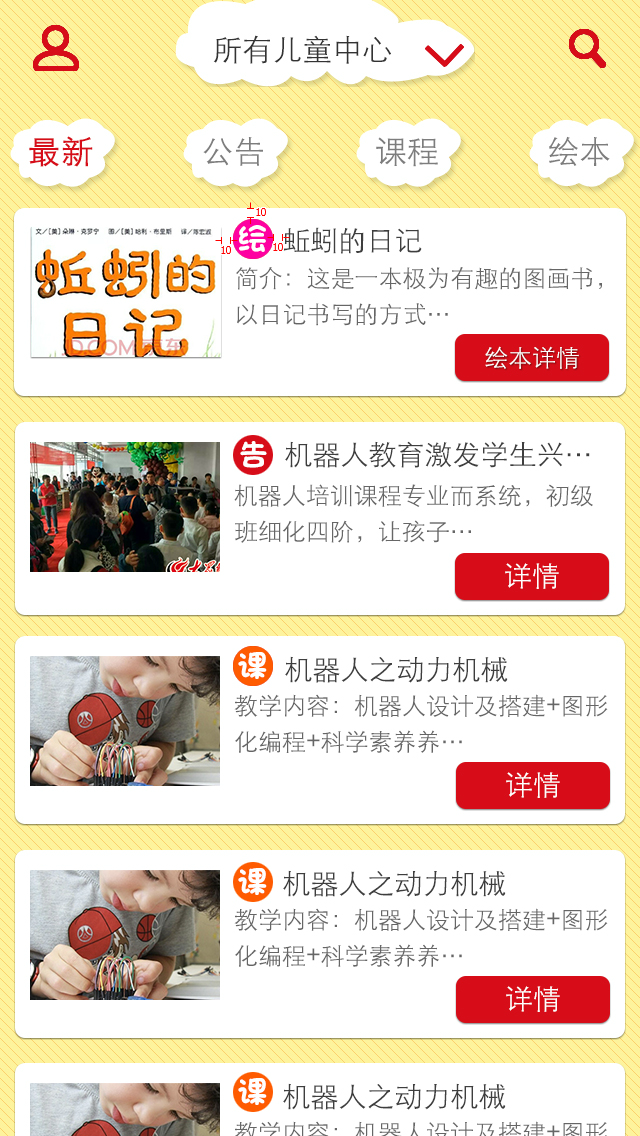 所有儿童中心
最新 公告 课程 绘本
文／[美]朵琳·克罗宁 图／[美]哈利·布里斯 译／陈宏淑
蚯蚓的
日记
JD.COM 京东
10
10 10
绘 蚯蚓的日记
简介：这是一本极为有趣的图画书，
以日记书写的方式…
绘本详情
告 机器人教育激发学生兴…
机器人培训课程专业而系统，初级
班细化四阶，让孩子…
详情
课 机器人之动力机械
教学内容：机器人设计及搭建+图形
化编程+科学素养养…
详情
课 机器人之动力机械
教学内容：机器人设计及搭建+图形
化编程+科学素养养…
详情
课 机器人之动力机械
教学内容：机器人设计及搭建+图形